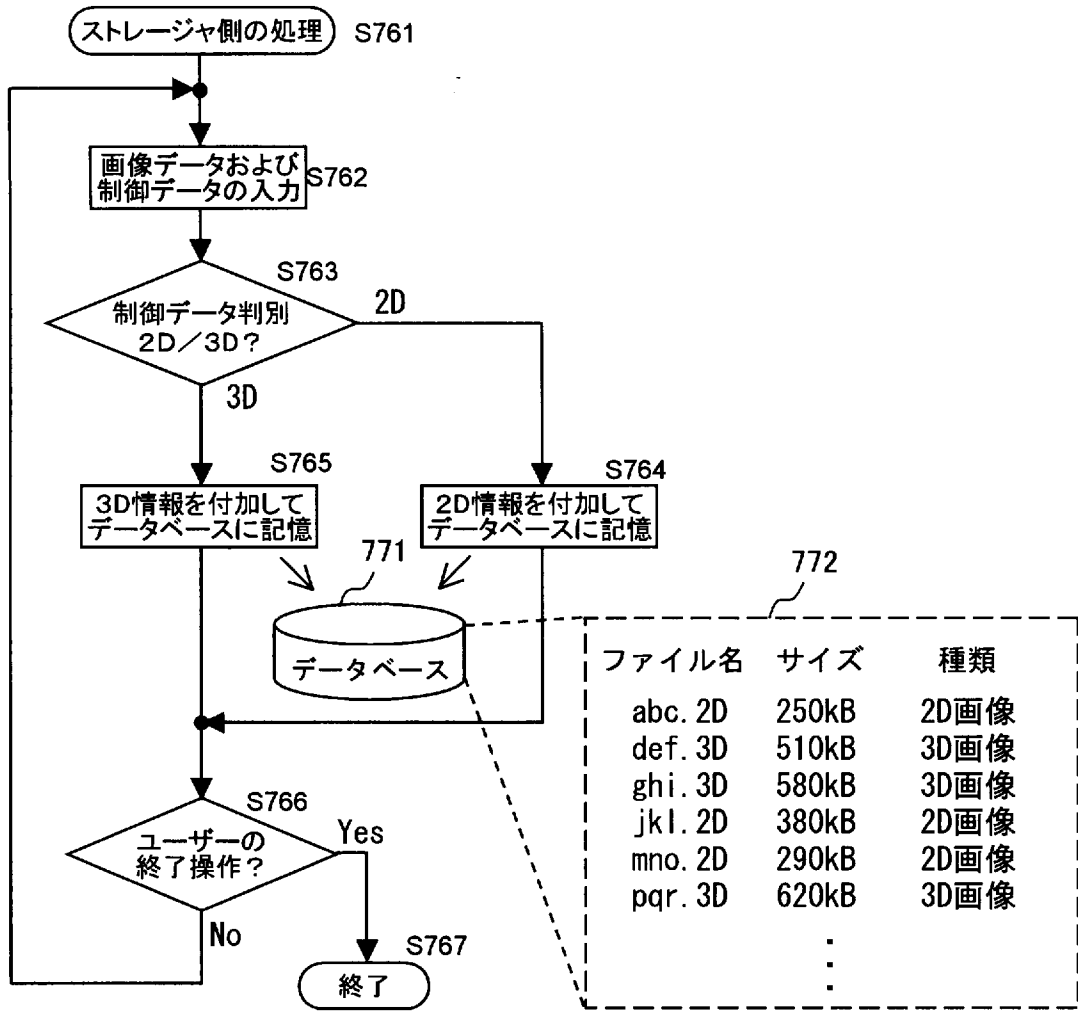 ストレージャ側の処理 S761
画像データおよび
制御データの入力
S762
S763
制御データ判別
2D／3D？
2D
3D
S765
3D情報を付加して
データベースに記憶
S764
2D情報を付加して
データベースに記憶
771
データベース
772
ファイル名 サイズ 種類
abc.2D 250kB 2D画像
def.3D 510kB 3D画像
ghi.3D 580kB 3D画像
jkl.2D 380kB 2D画像
mno.2D 290kB 2D画像
pqr.3D 620kB 3D画像
S766
ユーザーの
終了操作？
Yes
No
S767
終了